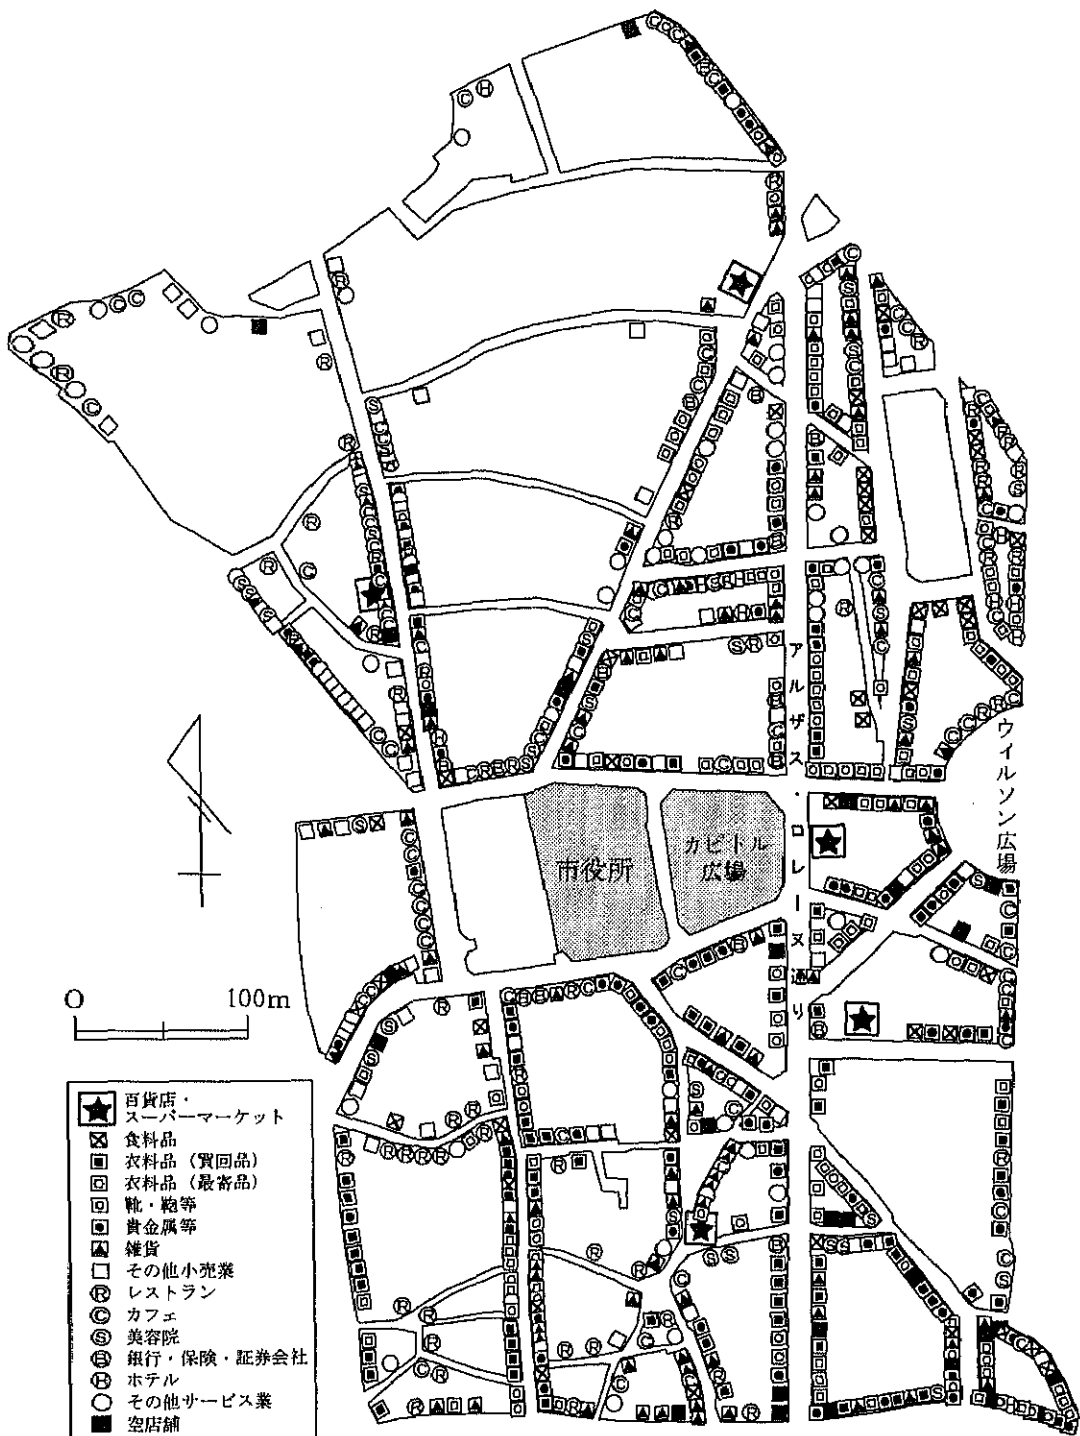 アルザス・ロレーヌ通り
ウィルソン広場
市役所
カピトル
広場
0 100m
百貨店・
スーパーマーケット
食料品
衣料品（買回品）
衣料品（最寄品）
靴・鞄等
貴金属等
雑貨
その他小売業
R レストラン
C カフェ
S 美容院
B 銀行・保険・証券会社
H ホテル
その他サービス業
空店舗